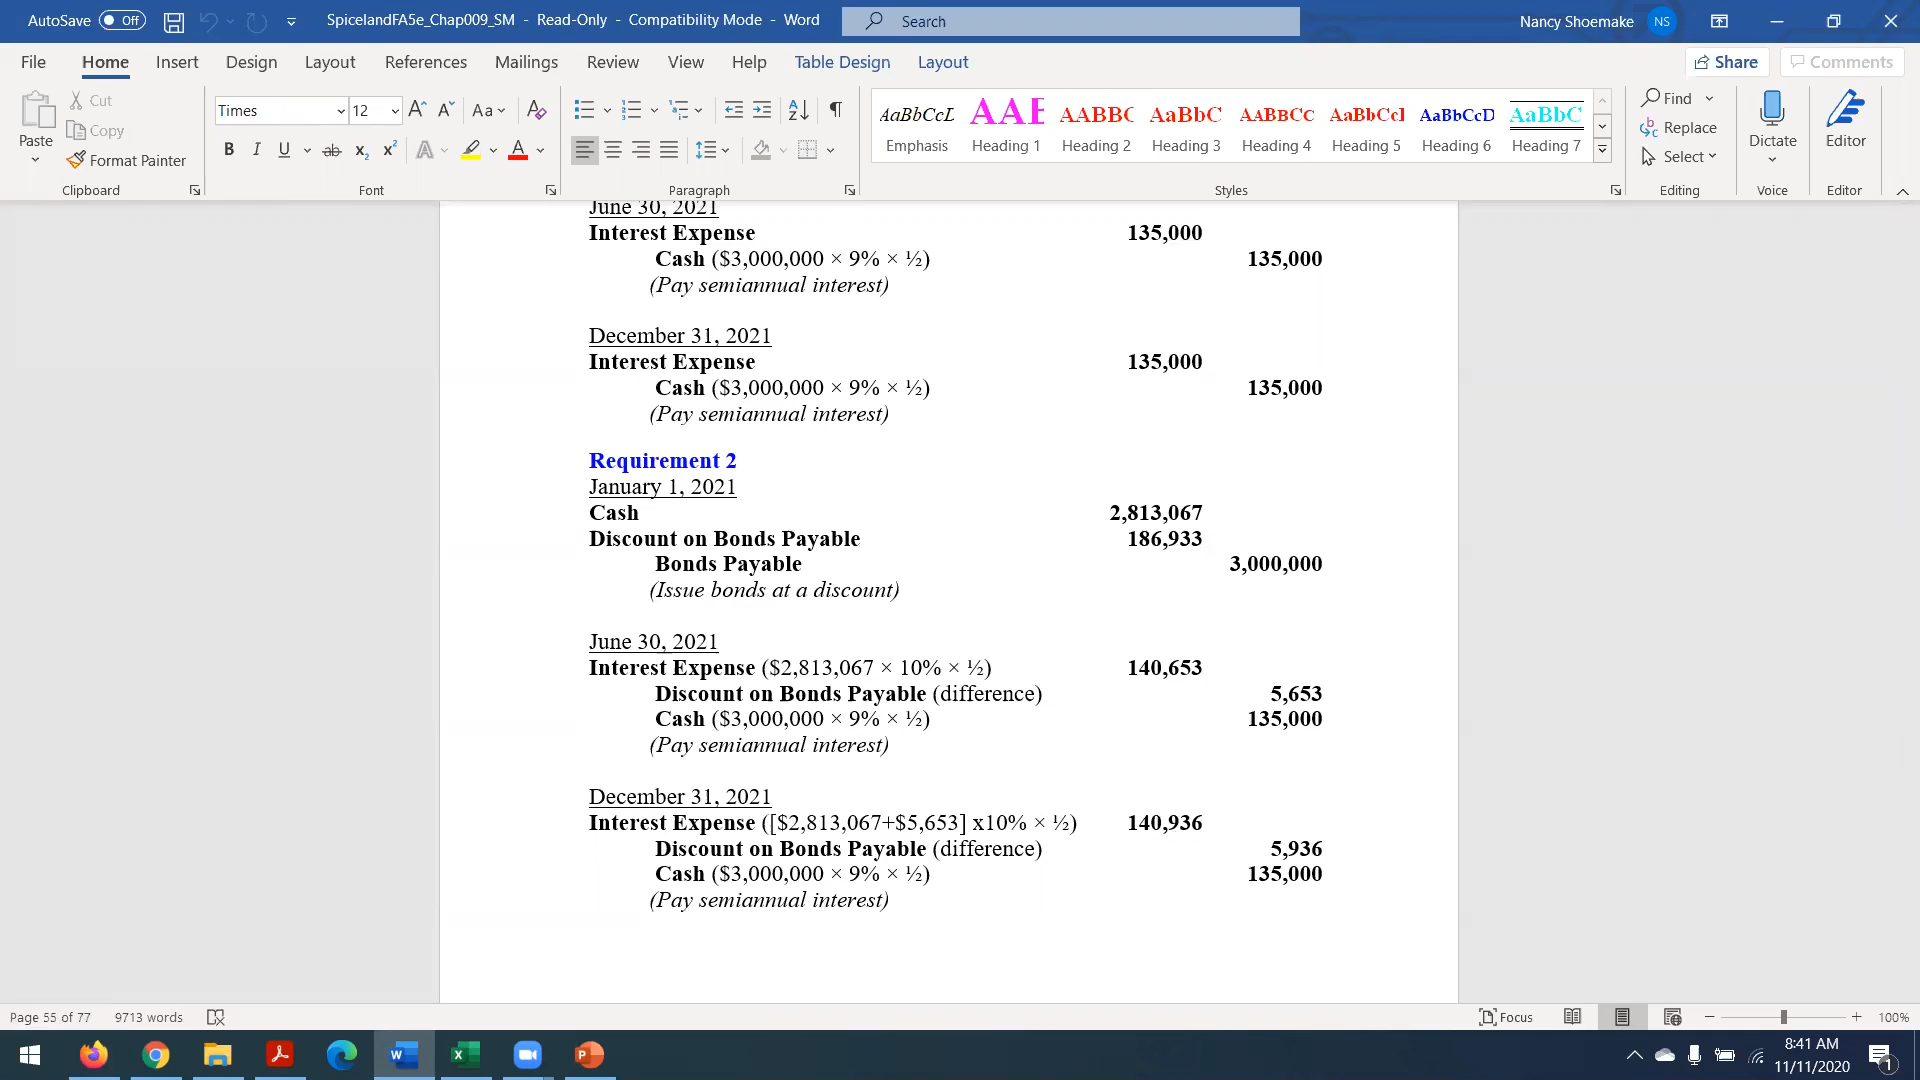 AutoSave Off SpicelandFA5e_Chap009_SM - Read-Only - Compatibility Mode - Word Search Nancy Shoemake NS
File Home Insert Design Layout References Mailings Review View Help Table Design Layout Share Comments
Paste Cut Copy Format Painter
Clipboard
Times 12 Aa
B I U ab x₂ x² A A
Font
Paragraph
AaBbCcL AAE AABBC AaBbC AABBCC AaBbCcI AaBbCcD AaBbC
Emphasis Heading 1 Heading 2 Heading 3 Heading 4 Heading 5 Heading 6 Heading 7
Styles
Find Replace Select
Editing
Dictate
Voice
Editor
Editor
June 30, 2021
Interest Expense 135,000
Cash ($3,000,000 × 9% × ½) 135,000
(Pay semiannual interest)
December 31, 2021
Interest Expense 135,000
Cash ($3,000,000 × 9% × ½) 135,000
(Pay semiannual interest)
Requirement 2
January 1, 2021
Cash 2,813,067
Discount on Bonds Payable 186,933
Bonds Payable 3,000,000
(Issue bonds at a discount)
June 30, 2021
Interest Expense ($2,813,067 × 10% × ½) 140,653
Discount on Bonds Payable (difference) 5,653
Cash ($3,000,000 × 9% × ½) 135,000
(Pay semiannual interest)
December 31, 2021
Interest Expense ([$2,813,067+$5,653] x10% × ½) 140,936
Discount on Bonds Payable (difference) 5,936
Cash ($3,000,000 × 9% × ½) 135,000
(Pay semiannual interest)
Page 55 of 77 9713 words Focus 100%
8:41 AM
11/11/2020
1